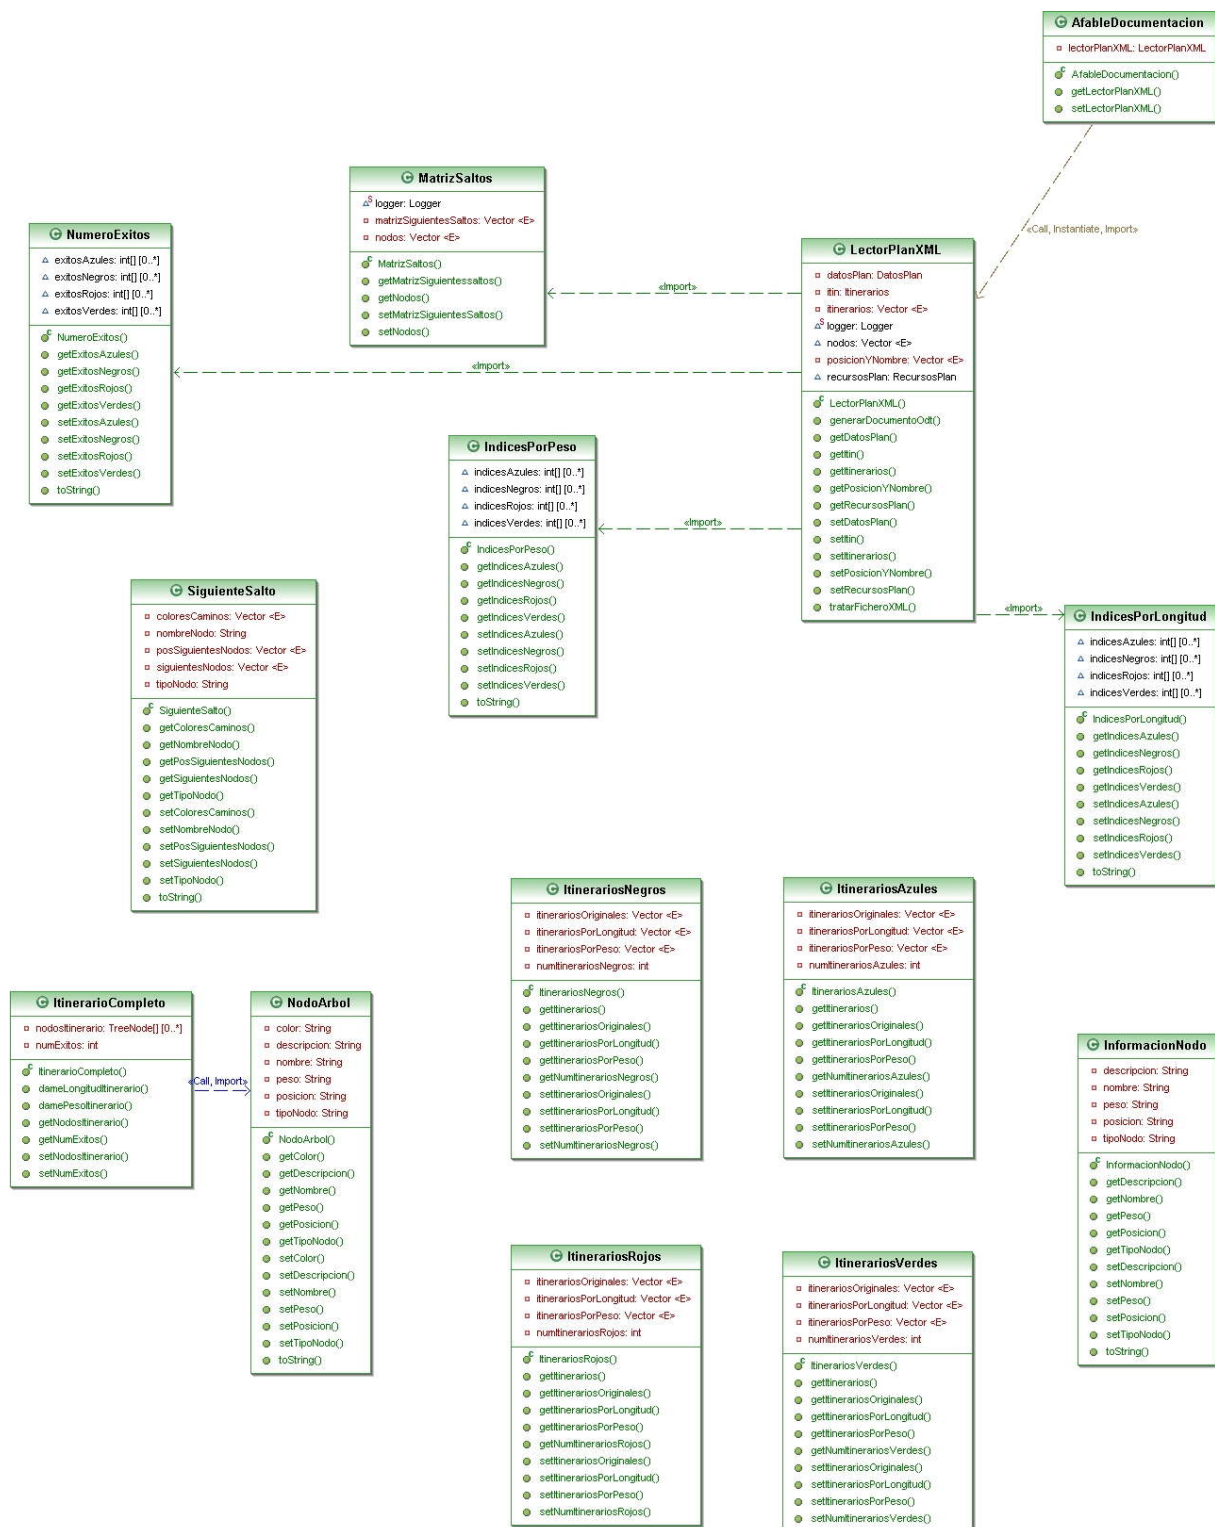 AfableDocumentacion
lectorPlanXML: LectorPlanXML
AfableDocumentacion()
getLectorPlanXML()
setLectorPlanXML()
«Call, Instantiate, Import»
MatrizSaltos
logger: Logger
matrizSiguientesSaltos: Vector <E>
nodos: Vector <E>
MatrizSaltos()
getMatrizSiguientessaltos()
getNodos()
setMatrizSiguientesSaltos()
setNodos()
«Import»
NumeroExitos
exitosAzules: int[] [0..*]
exitosNegros: int[] [0..*]
exitosRojos: int[] [0..*]
exitosVerdes: int[] [0..*]
NumeroExitos()
getExitosAzules()
getExitosNegros()
getExitosRojos()
getExitosVerdes()
setExitosAzules()
setExitosNegros()
setExitosRojos()
setExitosVerdes()
toString()
«Import»
LectorPlanXML
datosPlan: DatosPlan
itin: Itinerarios
itinerarios: Vector <E>
logger: Logger
nodos: Vector <E>
posicionYNombre: Vector <E>
recursosPlan: RecursosPlan
LectorPlanXML()
generarDocumentoOdt()
getDatosPlan()
getItin()
getItinerarios()
getPosicionYNombre()
getRecursosPlan()
setDatosPlan()
setItin()
setItinerarios()
setPosicionYNombre()
setRecursosPlan()
tratarFicheroXML()
IndicesPorPeso
indicesAzules: int[] [0..*]
indicesNegros: int[] [0..*]
indicesRojos: int[] [0..*]
indicesVerdes: int[] [0..*]
IndicesPorPeso()
getIndicesAzules()
getIndicesNegros()
getIndicesRojos()
getIndicesVerdes()
setIndicesAzules()
setIndicesNegros()
setIndicesRojos()
setIndicesVerdes()
toString()
«Import»
«Import»
IndicesPorLongitud
indicesAzules: int[] [0..*]
indicesNegros: int[] [0..*]
indicesRojos: int[] [0..*]
indicesVerdes: int[] [0..*]
IndicesPorLongitud()
getIndicesAzules()
getIndicesNegros()
getIndicesRojos()
getIndicesVerdes()
setIndicesAzules()
setIndicesNegros()
setIndicesRojos()
setIndicesVerdes()
toString()
SiguienteSalto
coloresCaminos: Vector <E>
nombreNodo: String
posSiguientesNodos: Vector <E>
siguientesNodos: Vector <E>
tipoNodo: String
SiguienteSalto()
getColoresCaminos()
getNombreNodo()
getPosSiguientesNodos()
getSiguientesNodos()
getTipoNodo()
setColoresCaminos()
setNombreNodo()
setPosSiguientesNodos()
setSiguientesNodos()
setTipoNodo()
toString()
ItinerariosNegros
itinerariosOriginales: Vector <E>
itinerariosPorLongitud: Vector <E>
itinerariosPorPeso: Vector <E>
numItinerariosNegros: int
ItinerariosNegros()
getItinerarios()
getItinerariosOriginales()
getItinerariosPorLongitud()
getItinerariosPorPeso()
getNumItinerariosNegros()
setItinerariosOriginales()
setItinerariosPorLongitud()
setItinerariosPorPeso()
setNumItinerariosNegros()
ItinerariosAzules
itinerariosOriginales: Vector <E>
itinerariosPorLongitud: Vector <E>
itinerariosPorPeso: Vector <E>
numItinerariosAzules: int
ItinerariosAzules()
getItinerarios()
getItinerariosOriginales()
getItinerariosPorLongitud()
getItinerariosPorPeso()
getNumItinerariosAzules()
setItinerariosOriginales()
setItinerariosPorLongitud()
setItinerariosPorPeso()
setNumItinerariosAzules()
ItinerarioCompleto
nodosItinerario: TreeNode[] [0..*]
numExitos: int
ItinerarioCompleto()
dameLongitudItinerario()
damePesoItinerario()
getNodosItinerario()
getNumExitos()
setNodosItinerario()
setNumExitos()
«Call, Import»
NodoArbol
color: String
descripcion: String
nombre: String
peso: String
posicion: String
tipoNodo: String
NodoArbol()
getColor()
getDescripcion()
getNombre()
getPeso()
getPosicion()
getTipoNodo()
setColor()
setDescripcion()
setNombre()
setPeso()
setPosicion()
setTipoNodo()
toString()
InformacionNodo
descripcion: String
nombre: String
peso: String
posicion: String
tipoNodo: String
InformacionNodo()
getDescripcion()
getNombre()
getPeso()
getPosicion()
getTipoNodo()
setDescripcion()
setNombre()
setPeso()
setPosicion()
setTipoNodo()
toString()
ItinerariosRojos
itinerariosOriginales: Vector <E>
itinerariosPorLongitud: Vector <E>
itinerariosPorPeso: Vector <E>
numItinerariosRojos: int
ItinerariosRojos()
getItinerarios()
getItinerariosOriginales()
getItinerariosPorLongitud()
getItinerariosPorPeso()
getNumItinerariosRojos()
setItinerariosOriginales()
setItinerariosPorLongitud()
setItinerariosPorPeso()
setNumItinerariosRojos()
ItinerariosVerdes
itinerariosOriginales: Vector <E>
itinerariosPorLongitud: Vector <E>
itinerariosPorPeso: Vector <E>
numItinerariosVerdes: int
ItinerariosVerdes()
getItinerarios()
getItinerariosOriginales()
getItinerariosPorLongitud()
getItinerariosPorPeso()
getNumItinerariosVerdes()
setItinerariosOriginales()
setItinerariosPorLongitud()
setItinerariosPorPeso()
setNumItinerariosVerdes()